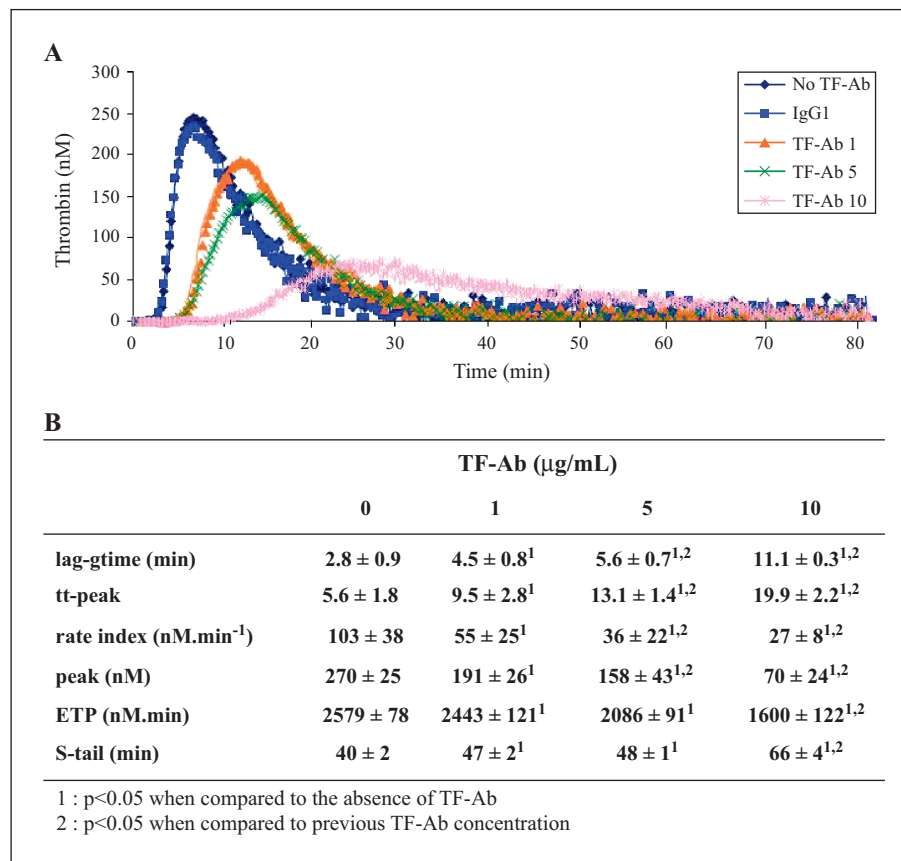 A
300
250
200
150
100
50
0
Thrombin (nM)
0 10 20 30 40 50 60 70 80
Time (min)
No TF-Ab
IgG1
TF-Ab 1
TF-Ab 5
TF-Ab 10
B
TF-Ab (µg/mL)
0 1 5 10
lag-gtime (min) 2.8 ± 0.9 4.5 ± 0.8¹ 5.6 ± 0.7¹,² 11.1 ± 0.3¹,²
tt-peak 5.6 ± 1.8 9.5 ± 2.8¹ 13.1 ± 1.4¹,² 19.9 ± 2.2¹,²
rate index (nM.min⁻¹) 103 ± 38 55 ± 25¹ 36 ± 22¹,² 27 ± 8¹,²
peak (nM) 270 ± 25 191 ± 26¹ 158 ± 43¹,² 70 ± 24¹,²
ETP (nM.min) 2579 ± 78 2443 ± 121¹ 2086 ± 91¹ 1600 ± 122¹,²
S-tail (min) 40 ± 2 47 ± 2¹ 48 ± 1¹ 66 ± 4¹,²
1 : p<0.05 when compared to the absence of TF-Ab
2 : p<0.05 when compared to previous TF-Ab concentration